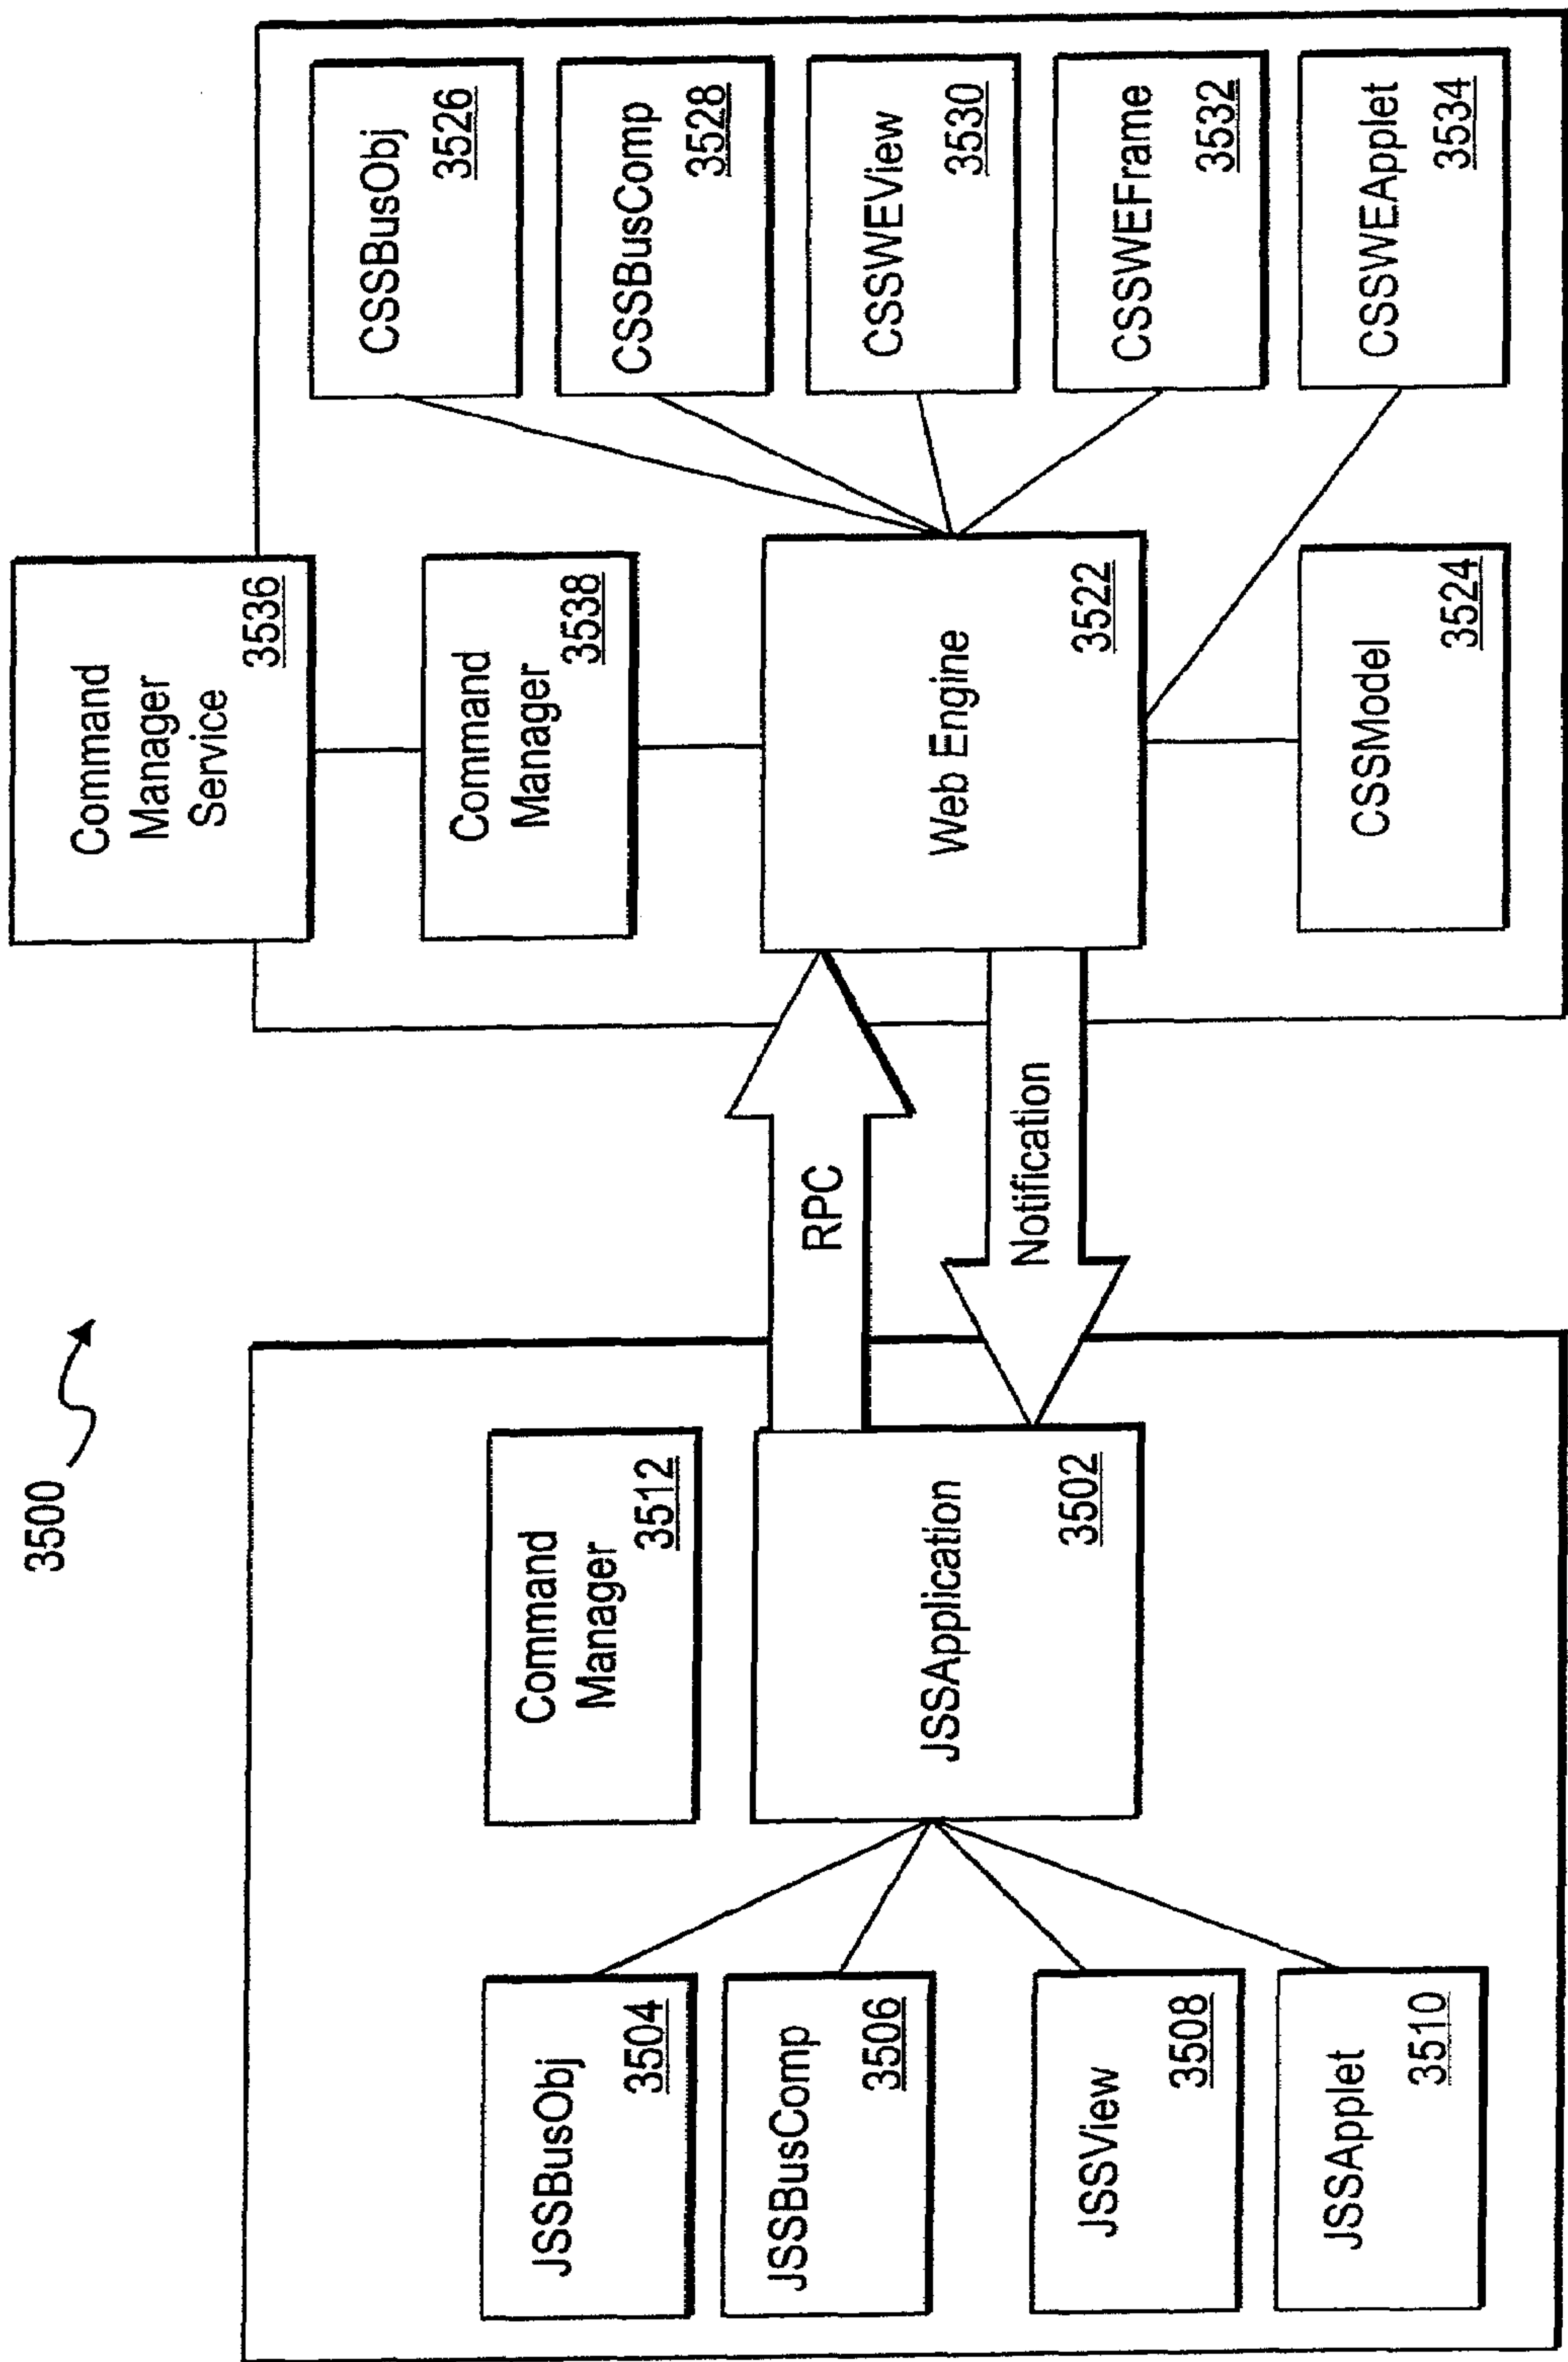 3500
JSSBusObj
3504
JSSBusComp
3506
JSSView
3508
JSSApplet
3510
Command
Manager
3512
JSSApplication
3502
RPC
Notification
Command
Manager
Service
3536
Command
Manager
3538
Web Engine
3522
CSSModel
3524
CSSBusObj
3526
CSSBusComp
3528
CSSWEView
3530
CSSWEFrame
3532
CSSWEApplet
3534